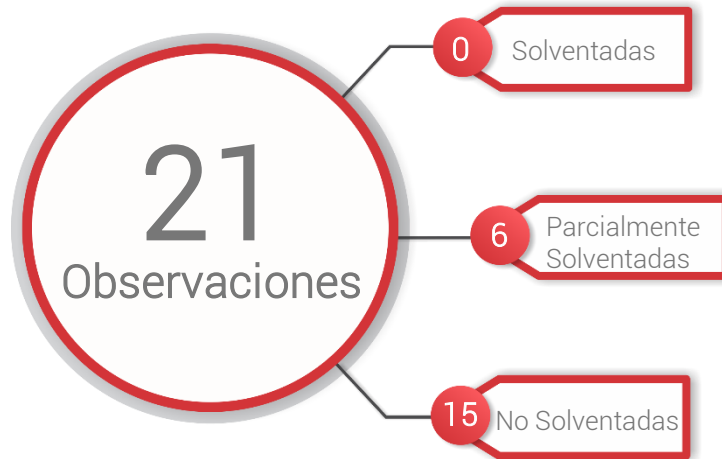 21
Observaciones
0
Solventadas
6
Parcialmente
Solventadas
15
No Solventadas